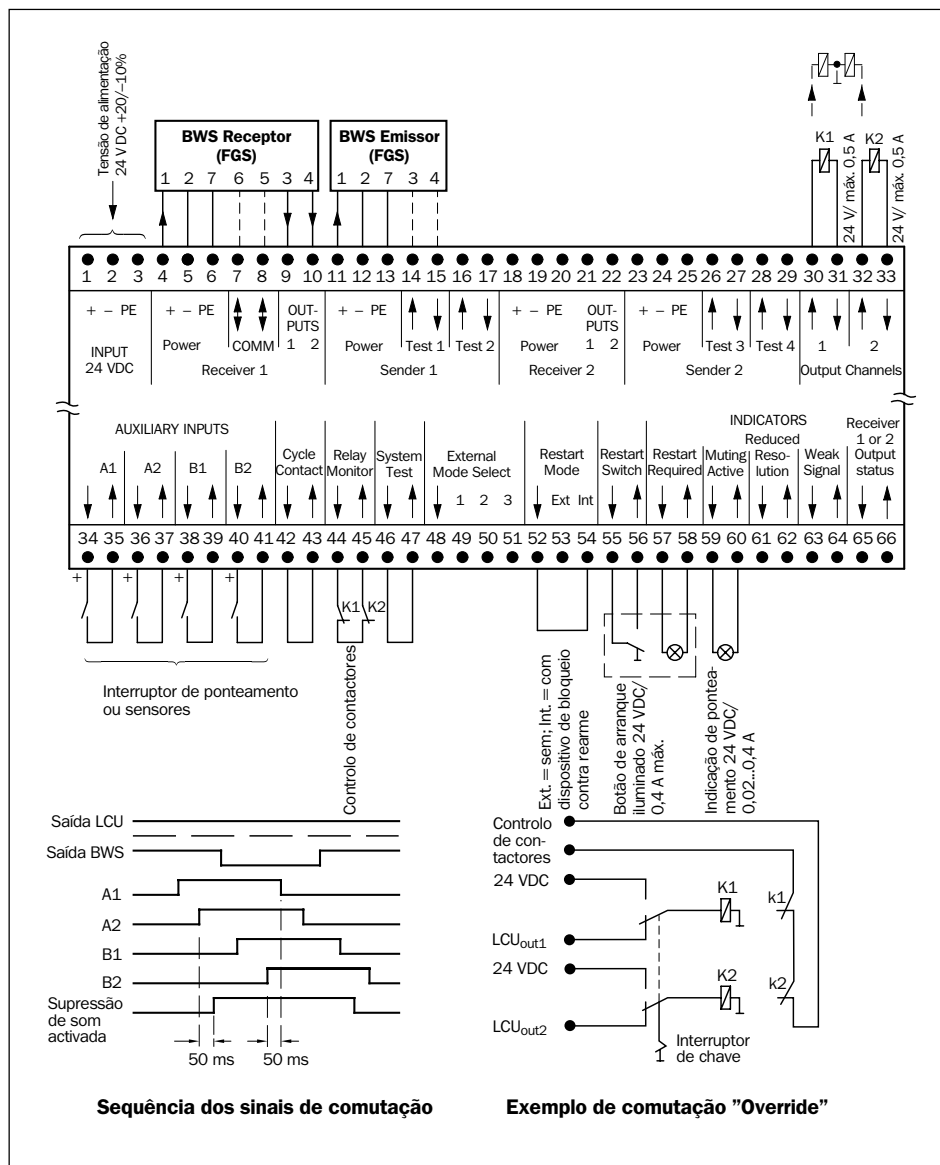 Tensão de alimentação
24 V DC +20/–10%
BWS Receptor
(FGS)
1 2 7 6 5 3 4
BWS Emissor
(FGS)
1 2 7 3 4
K1
24 V/ máx. 0,5 A
K2
24 V/ máx. 0,5 A
1 2 3 4 5 6 7 8 9 10 11 12 13 14 15 16 17 18 19 20 21 22 23 24 25 26 27 28 29 30 31 32 33
+ – PE
INPUT
24 VDC
+ – PE
Power
COMM
OUT-
PUTS
1 2
Receiver 1
+ – PE
Power
Test 1
Test 2
Sender 1
+ – PE
Power
OUT-
PUTS
1 2
Receiver 2
+ – PE
Power
Test 3
Test 4
Sender 2
1
2
Output Channels
AUXILIARY INPUTS
A1
A2
B1
B2
Cycle
Contact
Relay
Monitor
System
Test
External
Mode Select
1 2 3
Restart
Mode
Ext Int
Restart
Switch
INDICATORS
Restart
Required
Muting
Active
Reduced
Reso-
lution
Weak
Signal
Receiver
1 or 2
Output
status
34 35 36 37 38 39 40 41 42 43 44 45 46 47 48 49 50 51 52 53 54 55 56 57 58 59 60 61 62 63 64 65 66
+ + + +
K1 K2
Interruptor de ponteamento
ou sensores
Controlo de contactores
Ext. = sem; Int. = com
dispositivo de bloqueio
contra rearme
Botão de arranque
iluminado 24 VDC/
0,4 A máx.
Indicação de pontea-
mento 24 VDC/
0,02...0,4 A
Saída LCU
Saída BWS
A1
A2
B1
B2
Supressão
de som
activada
50 ms
50 ms
Sequência dos sinais de comutação
Controlo
de con-
tactores
24 VDC
K1
k1
LCUout1
24 VDC
K2
k2
LCUout2
Interruptor
de chave
Exemplo de comutação ”Override”